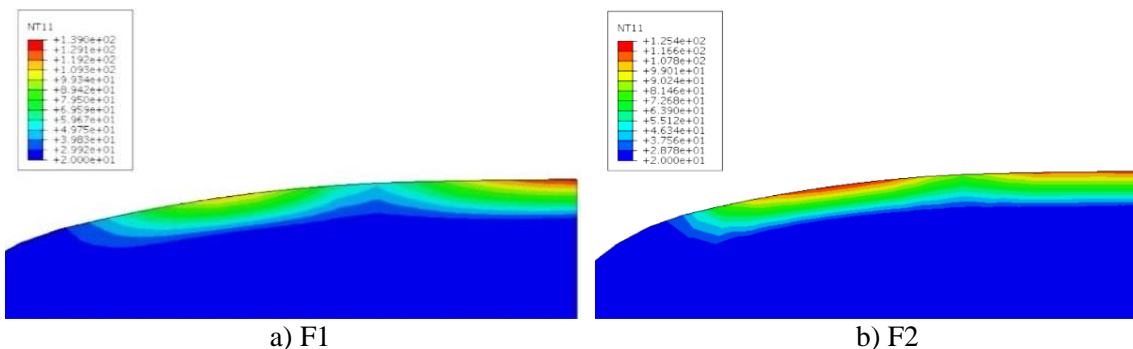 NT11
+1.390e+02
+1.291e+02
+1.192e+02
+1.093e+02
+9.934e+01
+8.942e+01
+7.950e+01
+6.959e+01
+5.967e+01
+4.975e+01
+3.983e+01
+2.992e+01
+2.000e+01
NT11
+1.254e+02
+1.166e+02
+1.078e+02
+9.901e+01
+9.024e+01
+8.146e+01
+7.268e+01
+6.390e+01
+5.512e+01
+4.634e+01
+3.756e+01
+2.878e+01
+2.000e+01
a) F1
b) F2